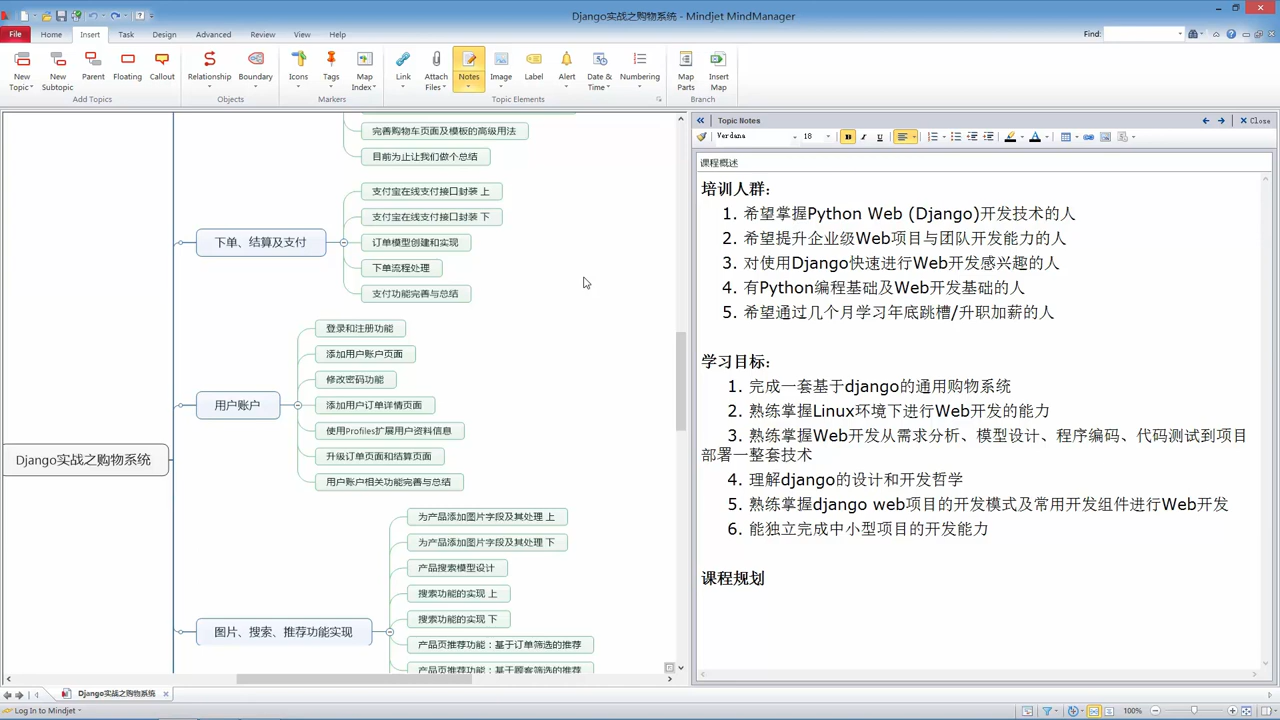 Django实战之购物系统 - Mindjet MindManager
File Home Insert Task Design Advanced Review View Help Find:
New Topic
New Subtopic
Parent
Floating
Callout
Relationship
Boundary
Icons
Tags
Map Index
Link
Attach Files
Notes
Image
Label
Alert
Date & Time
Numbering
Map Parts
Insert Map
Add Topics Objects Markers Topic Elements Branch
完善购物车页面及模板的高级用法
目前为止让我们做个总结
支付宝在线支付接口封装 上
支付宝在线支付接口封装 下
下单、结算及支付
订单模型创建和实现
下单流程处理
支付功能完善与总结
登录和注册功能
添加用户账户页面
修改密码功能
用户账户
添加用户订单详情页面
使用Profiles扩展用户资料信息
升级订单页面和结算页面
Django实战之购物系统
用户账户相关功能完善与总结
为产品添加图片字段及其处理 上
为产品添加图片字段及其处理 下
产品搜索模型设计
搜索功能的实现 上
搜索功能的实现 下
图片、搜索、推荐功能实现
产品页推荐功能：基于订单筛选的推荐
产品页推荐功能：基于顾客筛选的推荐
Topic Notes
Close
Verdana 18 B I U
课程概述
培训人群:
1. 希望掌握Python Web (Django)开发技术的人
2. 希望提升企业级Web项目与团队开发能力的人
3. 对使用Django快速进行Web开发感兴趣的人
4. 有Python编程基础及Web开发基础的人
5. 希望通过几个月学习年底跳槽/升职加薪的人
学习目标:
1. 完成一套基于django的通用购物系统
2. 熟练掌握Linux环境下进行Web开发的能力
3. 熟练掌握Web开发从需求分析、模型设计、程序编码、代码测试到项目
部署一整套技术
4. 理解django的设计和开发哲学
5. 熟练掌握django web项目的开发模式及常用开发组件进行Web开发
6. 能独立完成中小型项目的开发能力
课程规划
Django实战之购物系统
Log In to Mindjet
100%